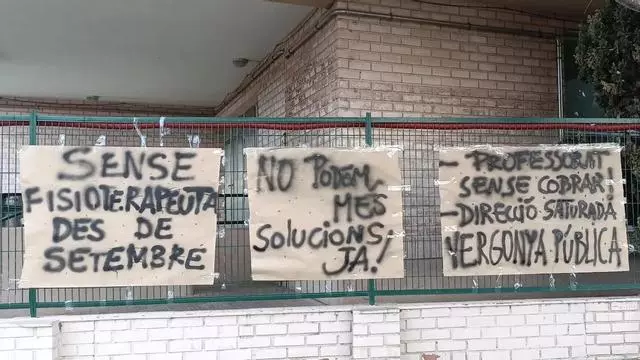 SENSE
FISIOTERAPEUTA
DES DE
SETEMBRE
NO PODEM
MES
SOLUCIONS,
JA!
- PROFESSORAT
SENSE COBRAR!
- DIRECCIÓ SATURADA
VERGONYA PÚBLICA